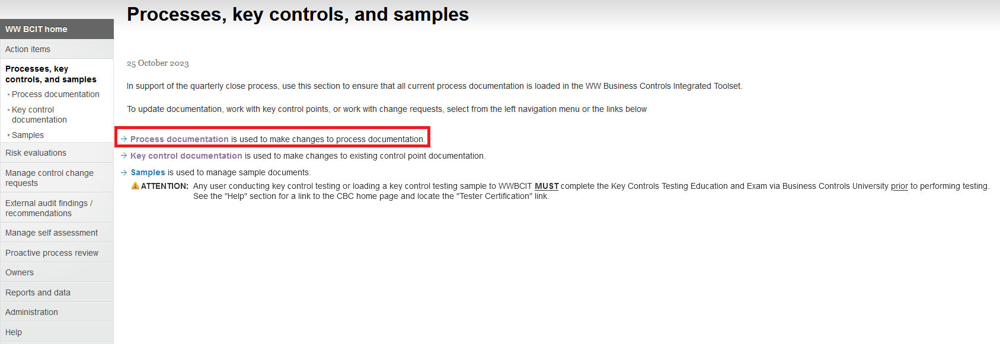 Processes, key controls, and samples
WW BCIT home
Action items
Processes, key
controls, and samples
Process documentation
Key control
documentation
Samples
Risk evaluations
Manage control change
requests
External audit findings /
recommendations
Manage self assessment
Proactive process review
Owners
Reports and data
Administration
Help
25 October 2023
In support of the quarterly close process, use this section to ensure that all current process documentation is loaded in the WW Business Controls Integrated Toolset.
To update documentation, work with key control points, or work with change requests, select from the left navigation menu or the links below
Process documentation is used to make changes to process documentation.
Key control documentation is used to make changes to existing control point documentation.
Samples is used to manage sample documents.
ATTENTION: Any user conducting key control testing or loading a key control testing sample to WWBCIT MUST complete the Key Controls Testing Education and Exam via Business Controls University prior to performing testing.
See the "Help" section for a link to the CBC home page and locate the "Tester Certification" link.